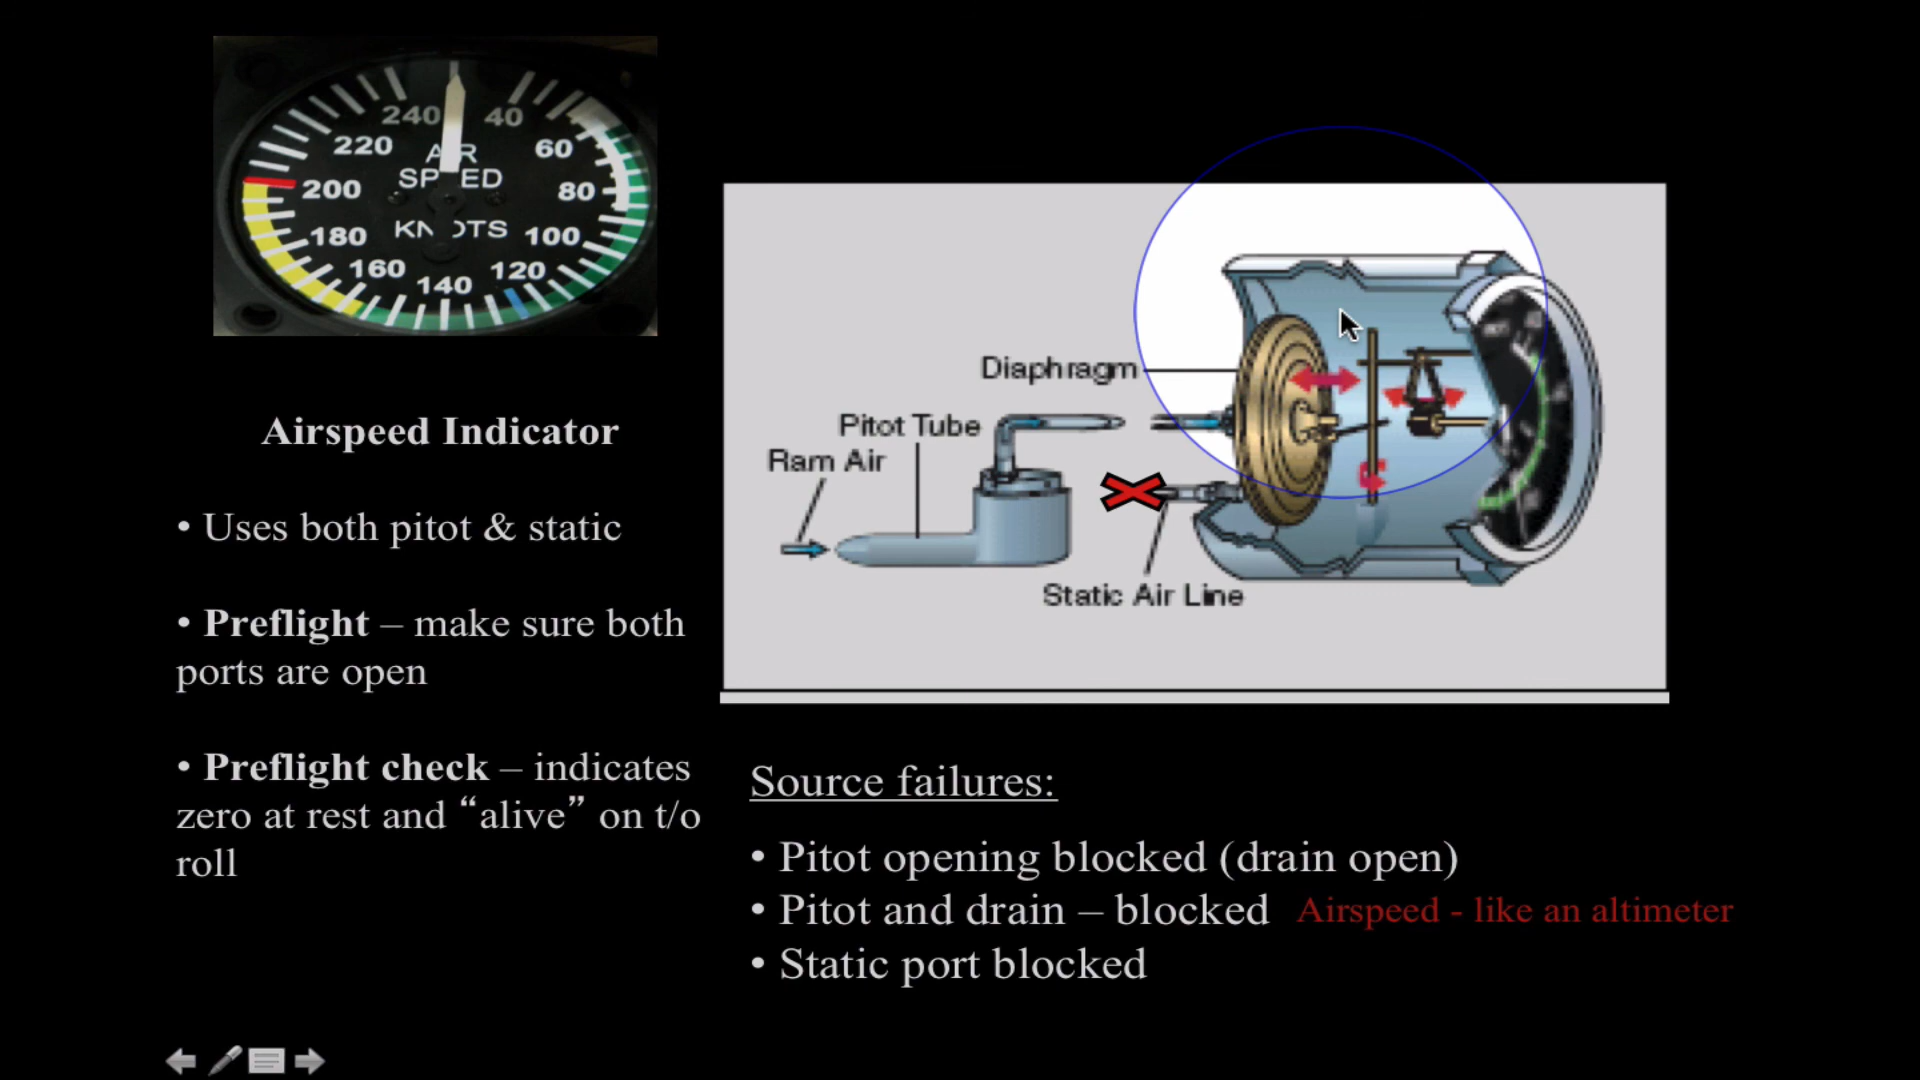 240 40
220 60
AIR
SPEED
200 80
KNOTS
180 100
160 120
140
Diaphragm
Pitot Tube
Ram Air
Static Air Line
Airspeed Indicator
• Uses both pitot & static
• Preflight – make sure both
ports are open
• Preflight check – indicates
zero at rest and “alive” on t/o
roll
Source failures:
• Pitot opening blocked (drain open)
• Pitot and drain – blocked Airspeed - like an altimeter
• Static port blocked